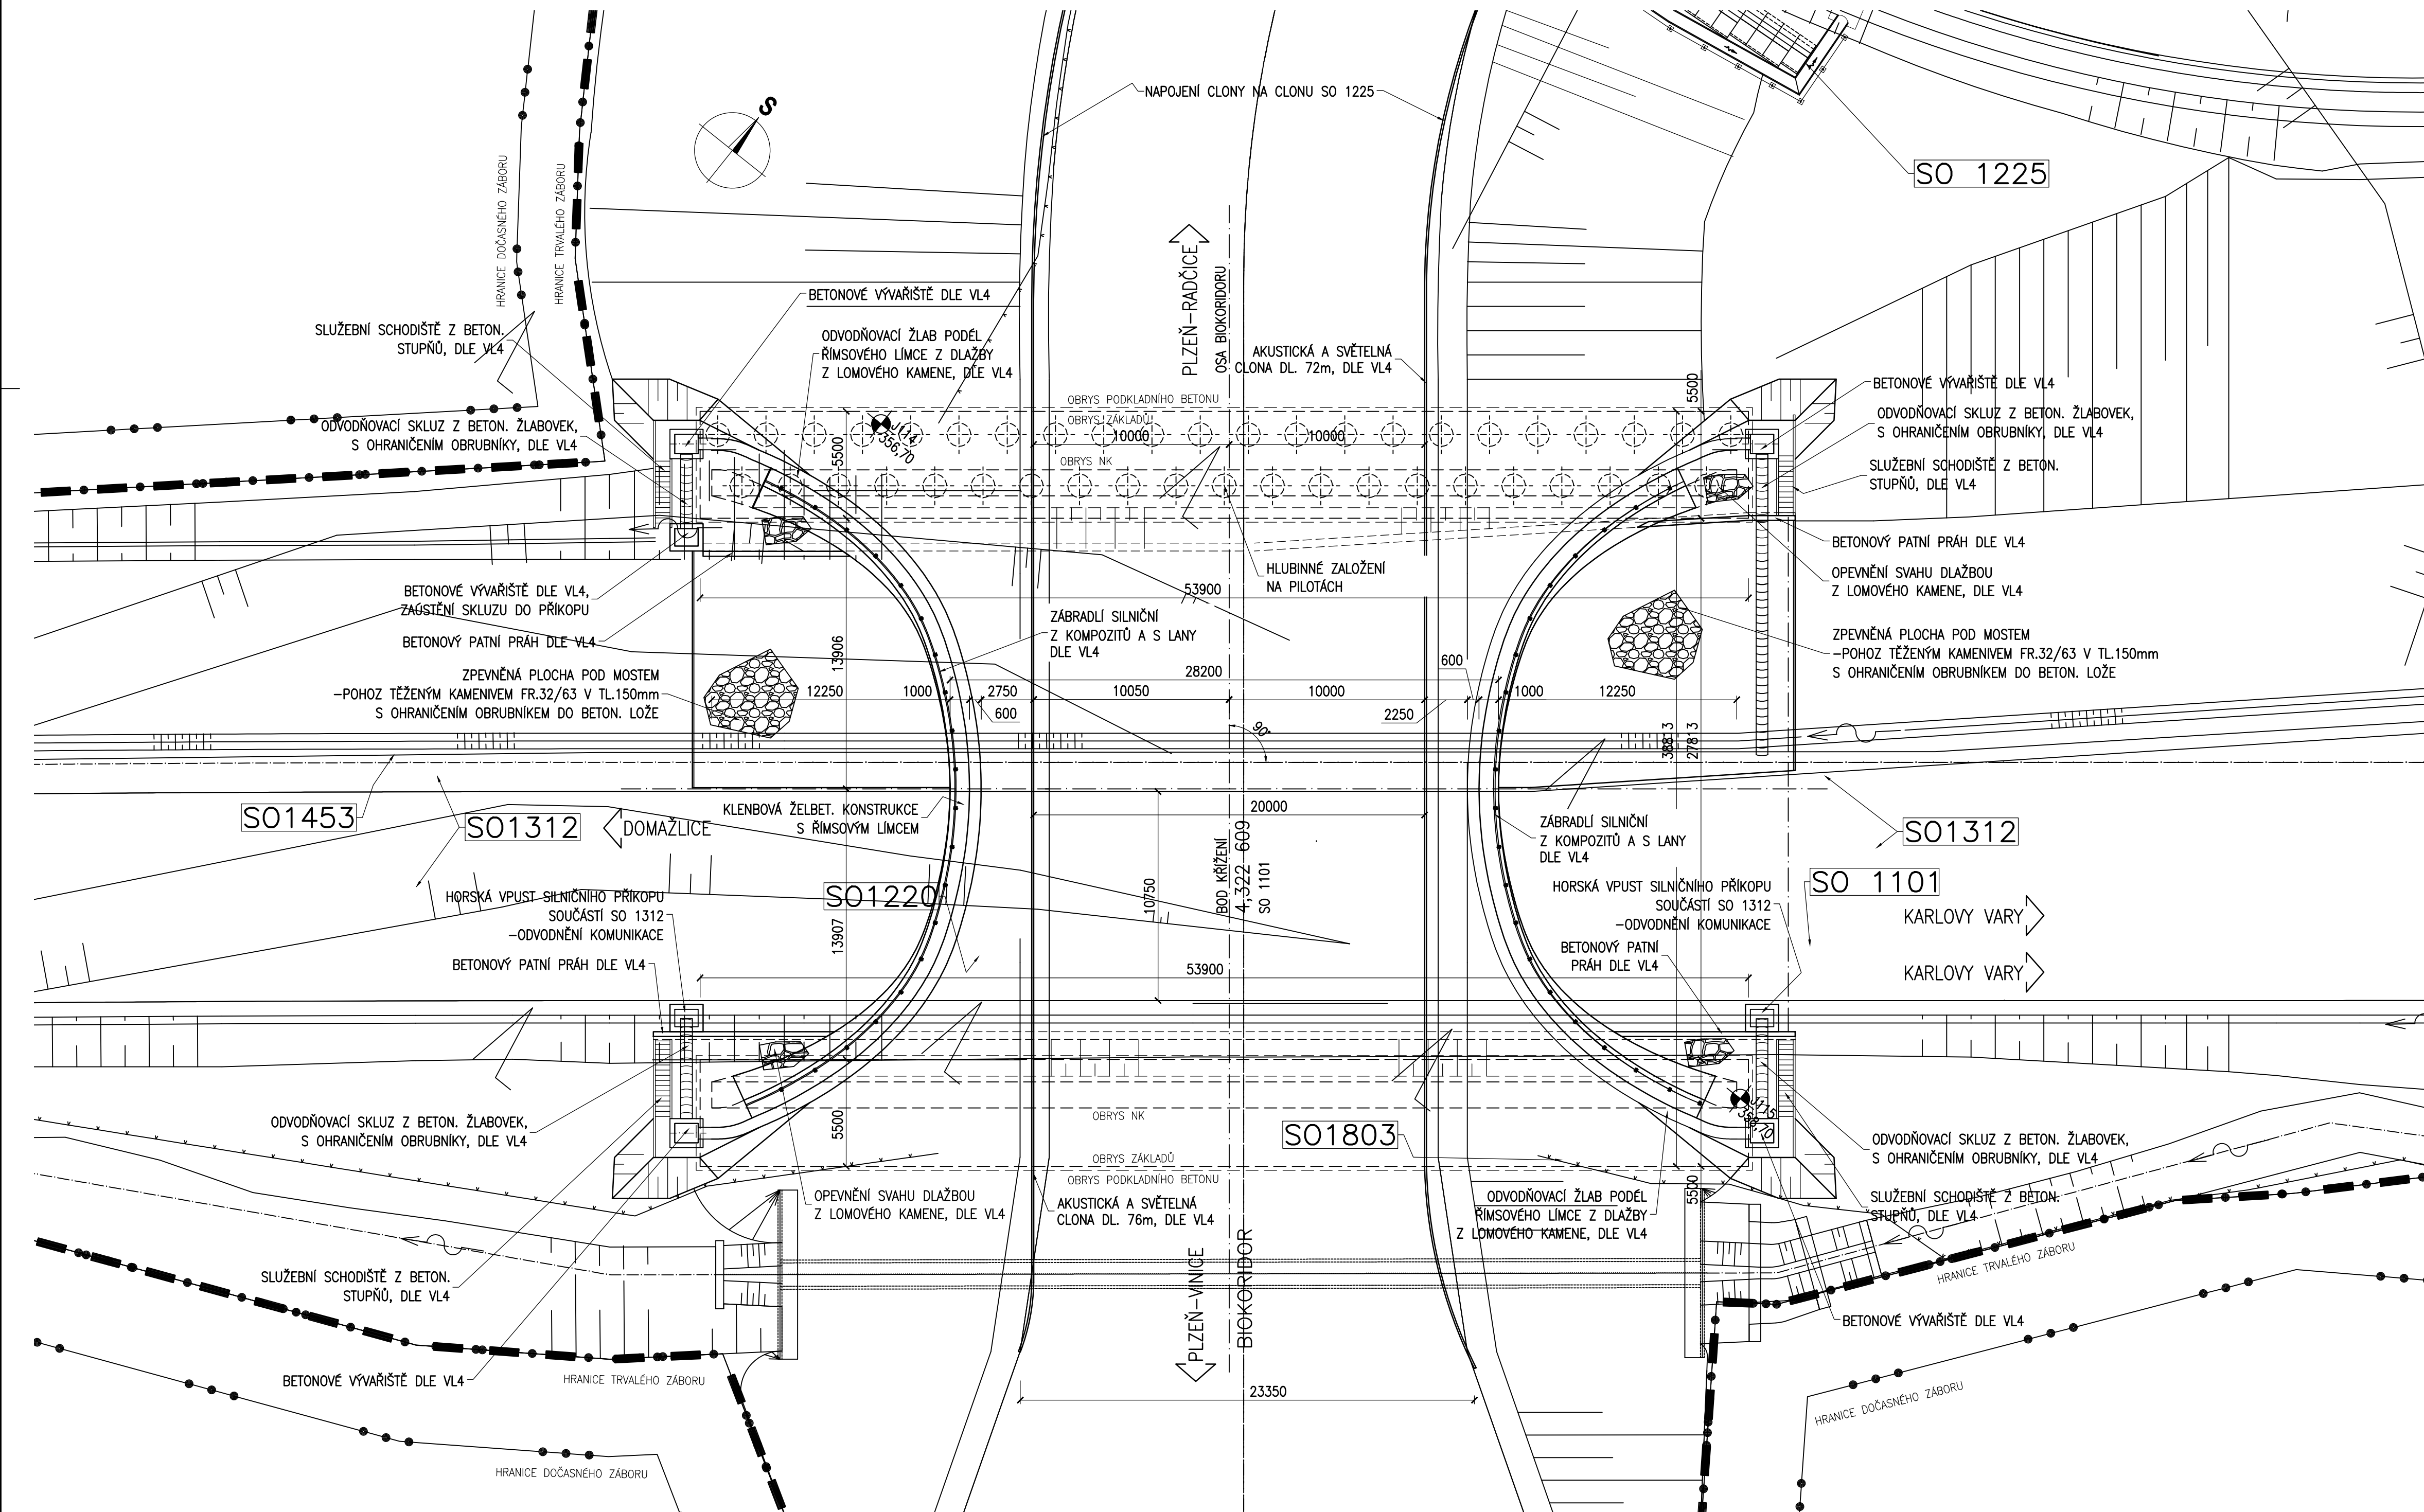 S
NAPOJENÍ CLONY NA CLONU SO 1225
SO 1225
HRANICE DOČASNÉHO ZÁBORU
HRANICE TRVALÉHO ZÁBORU
PLZEŇ-RADČICE
OSA BIOKORIDORU
BETONOVÉ VÝVAŘIŠTĚ DLE VL4
SLUŽEBNÍ SCHODIŠTĚ Z BETON.
STUPŇŮ, DLE VL4
ODVODŇOVACÍ ŽLAB PODÉL
ŘÍMSOVÉHO LÍMCE Z DLAŽBY
Z LOMOVÉHO KAMENE, DLE VL4
AKUSTICKÁ A SVĚTELNÁ
CLONA DL. 72m, DLE VL4
5500
BETONOVÉ VÝVAŘIŠTĚ DLE VL4
OBRYS PODKLADNÍHO BETONU
OBRYS ZÁKLADŮ
ODVODŇOVACÍ SKLUZ Z BETON. ŽLABOVEK,
S OHRANIČENÍM OBRUBNÍKY, DLE VL4
J114
356,70
5500
10000
10000
OBRYS NK
ODVODŇOVACÍ SKLUZ Z BETON. ŽLABOVEK,
S OHRANIČENÍM OBRUBNÍKY, DLE VL4
SLUŽEBNÍ SCHODIŠTĚ Z BETON.
STUPŇŮ, DLE VL4
BETONOVÝ PATNÍ PRÁH DLE VL4
HLUBINNÉ ZALOŽENÍ
NA PILOTÁCH
OPEVNĚNÍ SVAHU DLAŽBOU
Z LOMOVÉHO KAMENE, DLE VL4
53900
BETONOVÉ VÝVAŘIŠTĚ DLE VL4,
ZAÚSTĚNÍ SKLUZU DO PŘÍKOPU
BETONOVÝ PATNÍ PRÁH DLE VL4
ZÁBRADLÍ SILNIČNÍ
Z KOMPOZITŮ A S LANY
DLE VL4
13906
ZPEVNĚNÁ PLOCHA POD MOSTEM
-POHOZ TĚŽENÝM KAMENIVEM FR.32/63 V TL.150mm
S OHRANIČENÍM OBRUBNÍKEM DO BETON. LOŽE
ZPEVNĚNÁ PLOCHA POD MOSTEM
-POHOZ TĚŽENÝM KAMENIVEM FR.32/63 V TL.150mm
S OHRANIČENÍM OBRUBNÍKEM DO BETON. LOŽE
600
28200
12250
1000
2750
10050
10000
1000
12250
600
2250
90°
38813
27813
SO1453
SO1312
DOMAŽLICE
KLENBOVÁ ŽELBET. KONSTRUKCE
S ŘÍMSOVÝM LÍMCEM
20000
ZÁBRADLÍ SILNIČNÍ
Z KOMPOZITŮ A S LANY
DLE VL4
SO1312
BOD KŘÍŽENÍ
4,322 609
SO 1101
10750
SO1220
HORSKÁ VPUST SILNIČNÍHO PŘÍKOPU
SOUČÁSTÍ SO 1312
-ODVODNĚNÍ KOMUNIKACE
BETONOVÝ PATNÍ PRÁH DLE VL4
13907
53900
HORSKÁ VPUST SILNIČNÍHO PŘÍKOPU
SOUČÁSTÍ SO 1312
-ODVODNĚNÍ KOMUNIKACE
BETONOVÝ PATNÍ
PRÁH DLE VL4
SO 1101
KARLOVY VARY
KARLOVY VARY
ODVODŇOVACÍ SKLUZ Z BETON. ŽLABOVEK,
S OHRANIČENÍM OBRUBNÍKY, DLE VL4
5500
OBRYS NK
SO1803
J115
358,70
ODVODŇOVACÍ SKLUZ Z BETON. ŽLABOVEK,
S OHRANIČENÍM OBRUBNÍKY, DLE VL4
OBRYS ZÁKLADŮ
OBRYS PODKLADNÍHO BETONU
OPEVNĚNÍ SVAHU DLAŽBOU
Z LOMOVÉHO KAMENE, DLE VL4
AKUSTICKÁ A SVĚTELNÁ
CLONA DL. 76m, DLE VL4
5500
ODVODŇOVACÍ ŽLAB PODÉL
ŘÍMSOVÉHO LÍMCE Z DLAŽBY
Z LOMOVÉHO KAMENE, DLE VL4
SLUŽEBNÍ SCHODIŠTĚ Z BETON.
STUPŇŮ, DLE VL4
SLUŽEBNÍ SCHODIŠTĚ Z BETON.
STUPŇŮ, DLE VL4
PLZEŇ-VINICE
BIOKORIDOR
HRANICE TRVALÉHO ZÁBORU
BETONOVÉ VÝVAŘIŠTĚ DLE VL4
BETONOVÉ VÝVAŘIŠTĚ DLE VL4
HRANICE TRVALÉHO ZÁBORU
23350
HRANICE DOČASNÉHO ZÁBORU
HRANICE DOČASNÉHO ZÁBORU